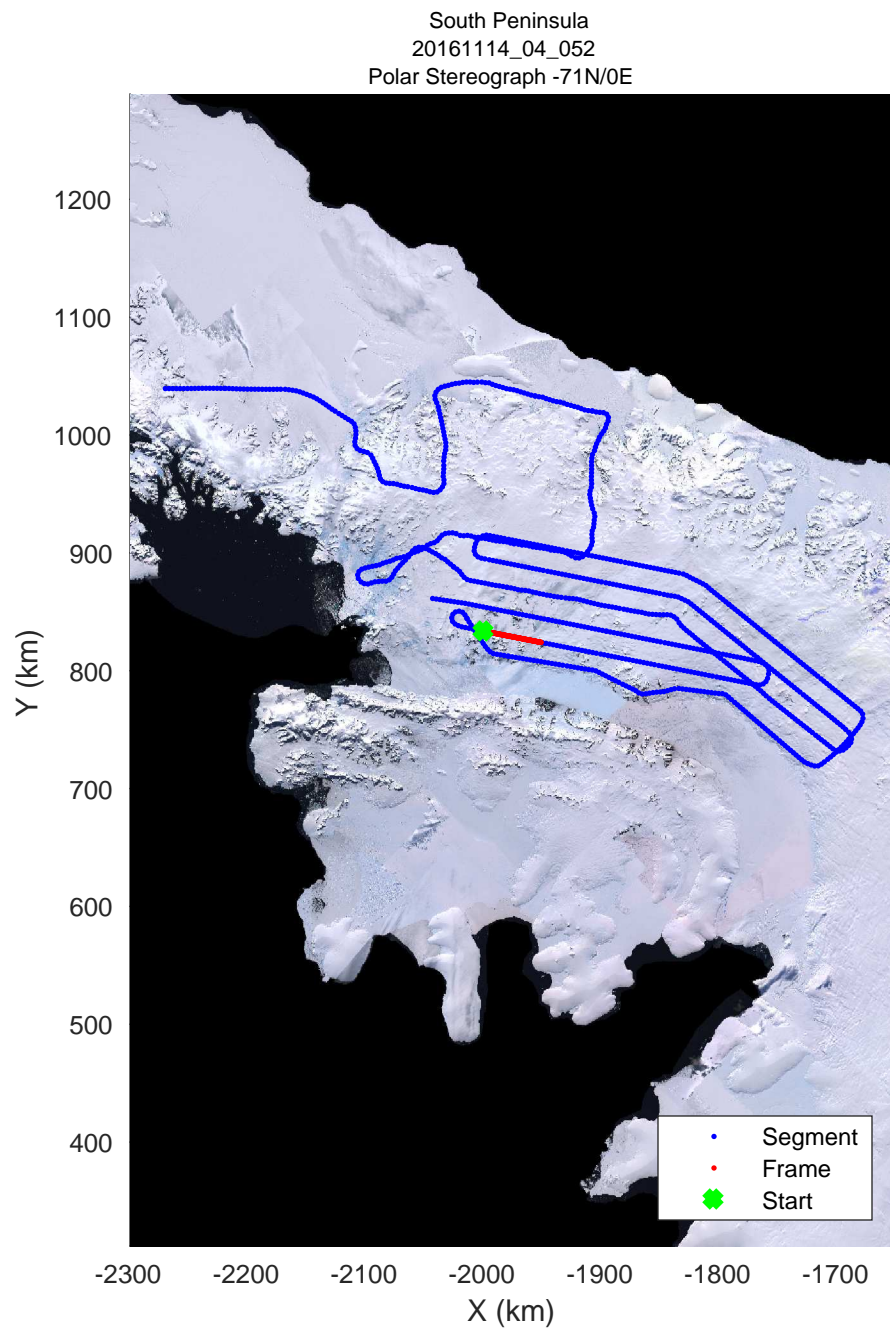 South Peninsula
20161114_04_052
Polar Stereograph -71N/0E
1200
1100
1000
900
800
700
600
500
400
Y (km)
Segment
Frame
Start
-2300 -2200 -2100 -2000 -1900 -1800 -1700
X (km)